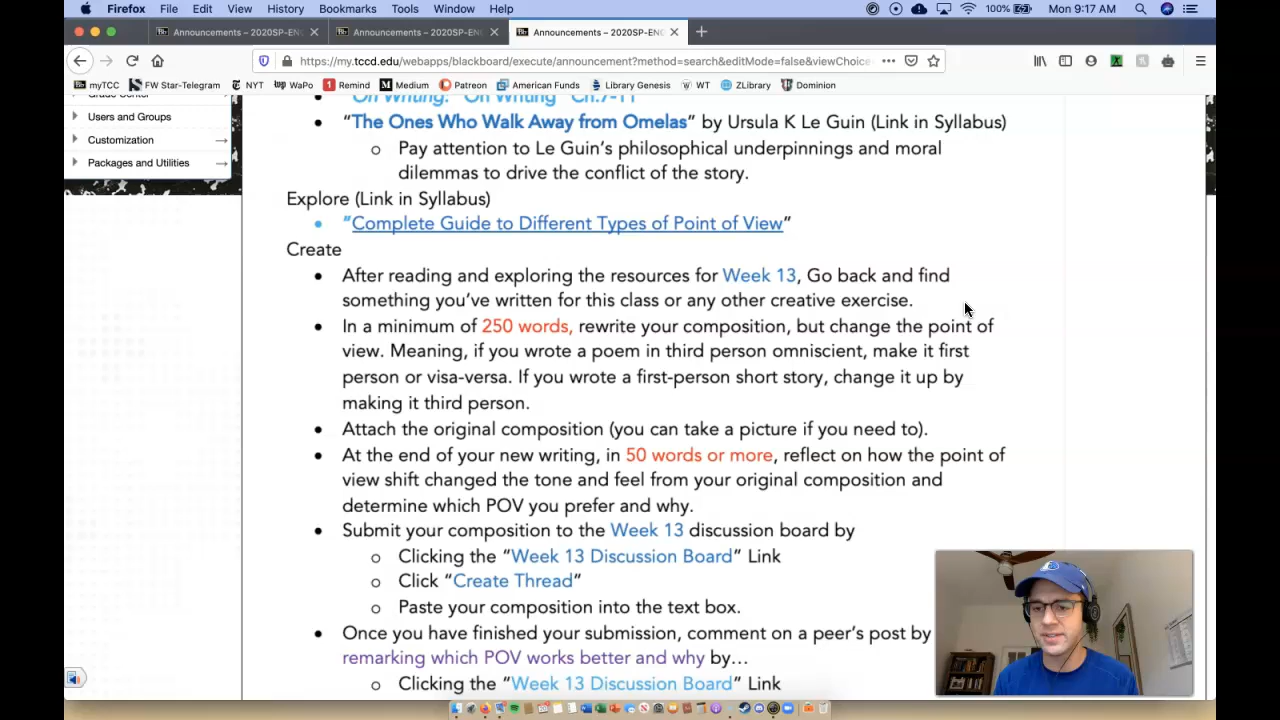 Firefox File Edit View History Bookmarks Tools Window Help 100% Mon 9:17 AM
Announcements – 2020SP-ENG Announcements – 2020SP-ENG Announcements – 2020SP-ENG
https://my.tccd.edu/webapps/blackboard/execute/announcement?method=search&editMode=false&viewChoice=
myTCC FW Star-Telegram NYT WaPo Remind Medium Patreon American Funds Library Genesis WT ZLibrary Dominion
Grade Center
Users and Groups
Customization
Packages and Utilities
On Writing: "On Writing" Ch.7-11
• "The Ones Who Walk Away from Omelas" by Ursula K Le Guin (Link in Syllabus)
o Pay attention to Le Guin's philosophical underpinnings and moral
dilemmas to drive the conflict of the story.
Explore (Link in Syllabus)
• "Complete Guide to Different Types of Point of View"
Create
• After reading and exploring the resources for Week 13, Go back and find
something you've written for this class or any other creative exercise.
• In a minimum of 250 words, rewrite your composition, but change the point of
view. Meaning, if you wrote a poem in third person omniscient, make it first
person or visa-versa. If you wrote a first-person short story, change it up by
making it third person.
• Attach the original composition (you can take a picture if you need to).
• At the end of your new writing, in 50 words or more, reflect on how the point of
view shift changed the tone and feel from your original composition and
determine which POV you prefer and why.
• Submit your composition to the Week 13 discussion board by
o Clicking the "Week 13 Discussion Board" Link
o Click "Create Thread"
o Paste your composition into the text box.
• Once you have finished your submission, comment on a peer's post by
remarking which POV works better and why by…
o Clicking the "Week 13 Discussion Board" Link